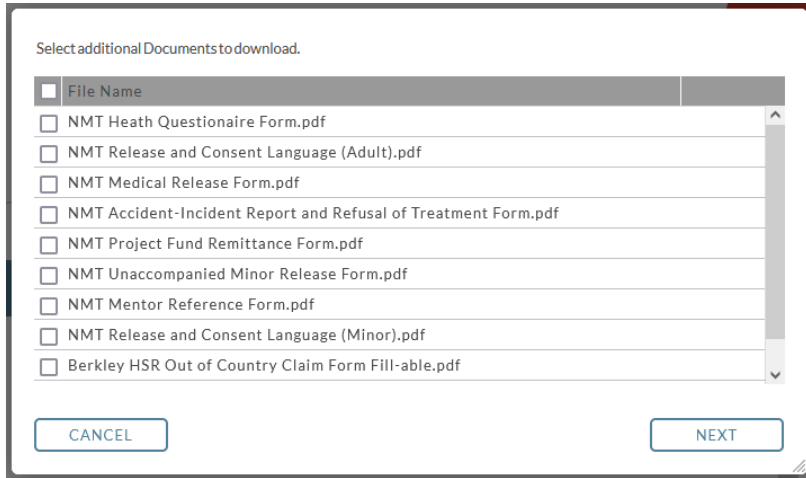 Select additional Documents to download.
File Name
NMT Heath Questionaire Form.pdf
NMT Release and Consent Language (Adult).pdf
NMT Medical Release Form.pdf
NMT Accident-Incident Report and Refusal of Treatment Form.pdf
NMT Project Fund Remittance Form.pdf
NMT Unaccompanied Minor Release Form.pdf
NMT Mentor Reference Form.pdf
NMT Release and Consent Language (Minor).pdf
Berkley HSR Out of Country Claim Form Fill-able.pdf
CANCEL NEXT